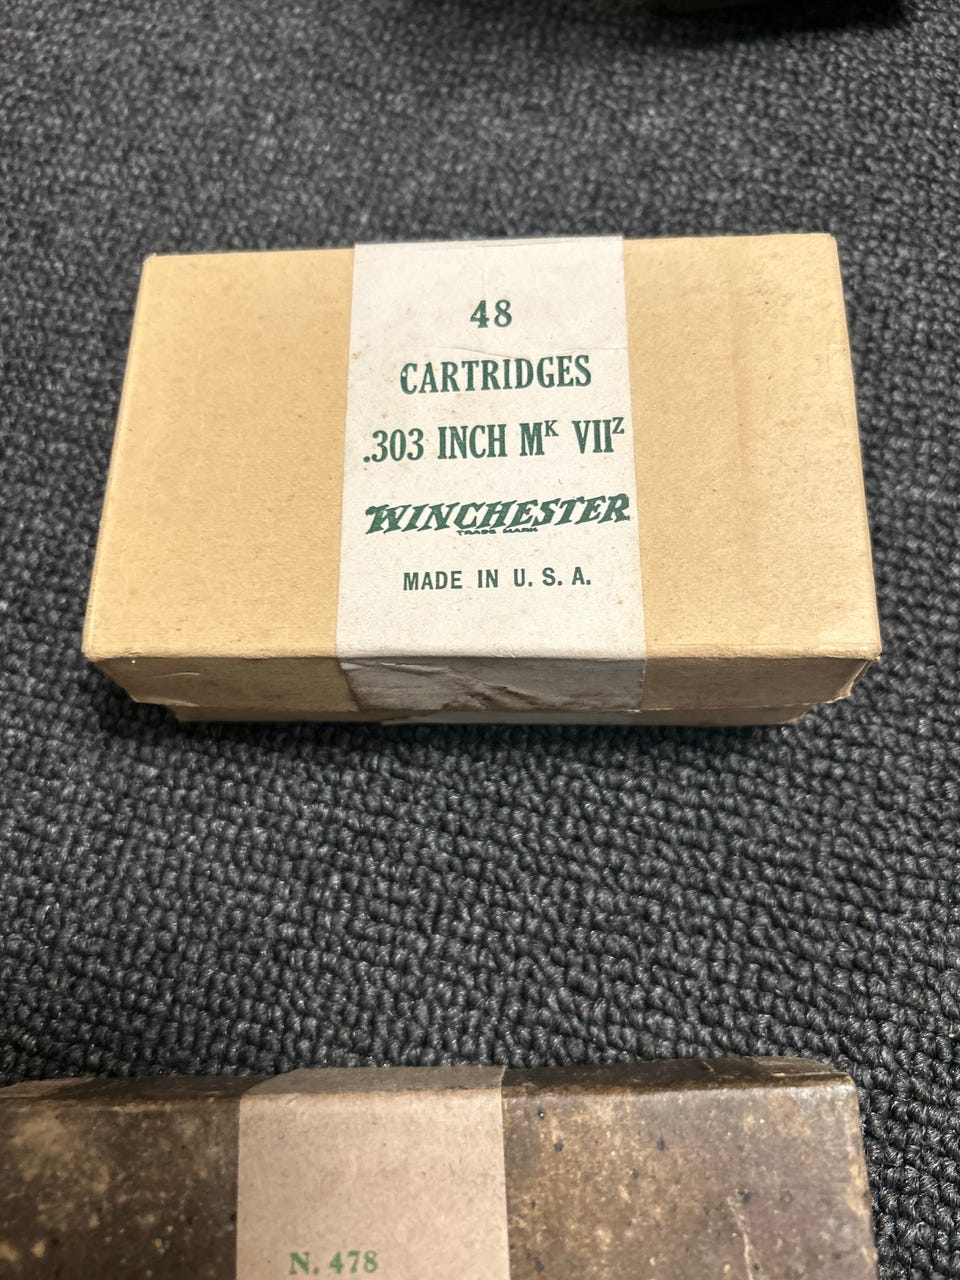 48
CARTRIDGES
.303 INCH Mᴷ VIIᶻ
WINCHESTER
TRADE MARK
MADE IN U. S. A.
N. 478